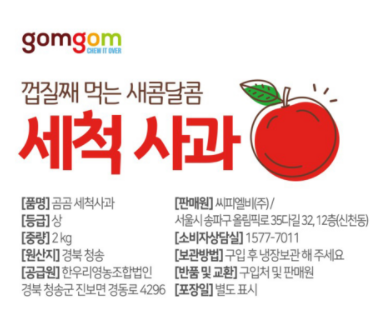 gomgom
CHEW IT OVER
껍질째 먹는 새콤달콤
세척 사과
[품명] 곰곰 세척사과
[등급] 상
[중량] 2 kg
[원산지] 경북 청송
[공급원] 한우리영농조합법인
경북 청송군 진보면 경동로 4296
[판매원] 씨피엘비(주) /
서울시 송파구 올림픽로 35다길 32, 12층(신천동)
[소비자상담실] 1577-7011
[보관방법] 구입 후 냉장보관 해 주세요
[반품 및 교환] 구입처 및 판매원
[포장일] 별도 표시